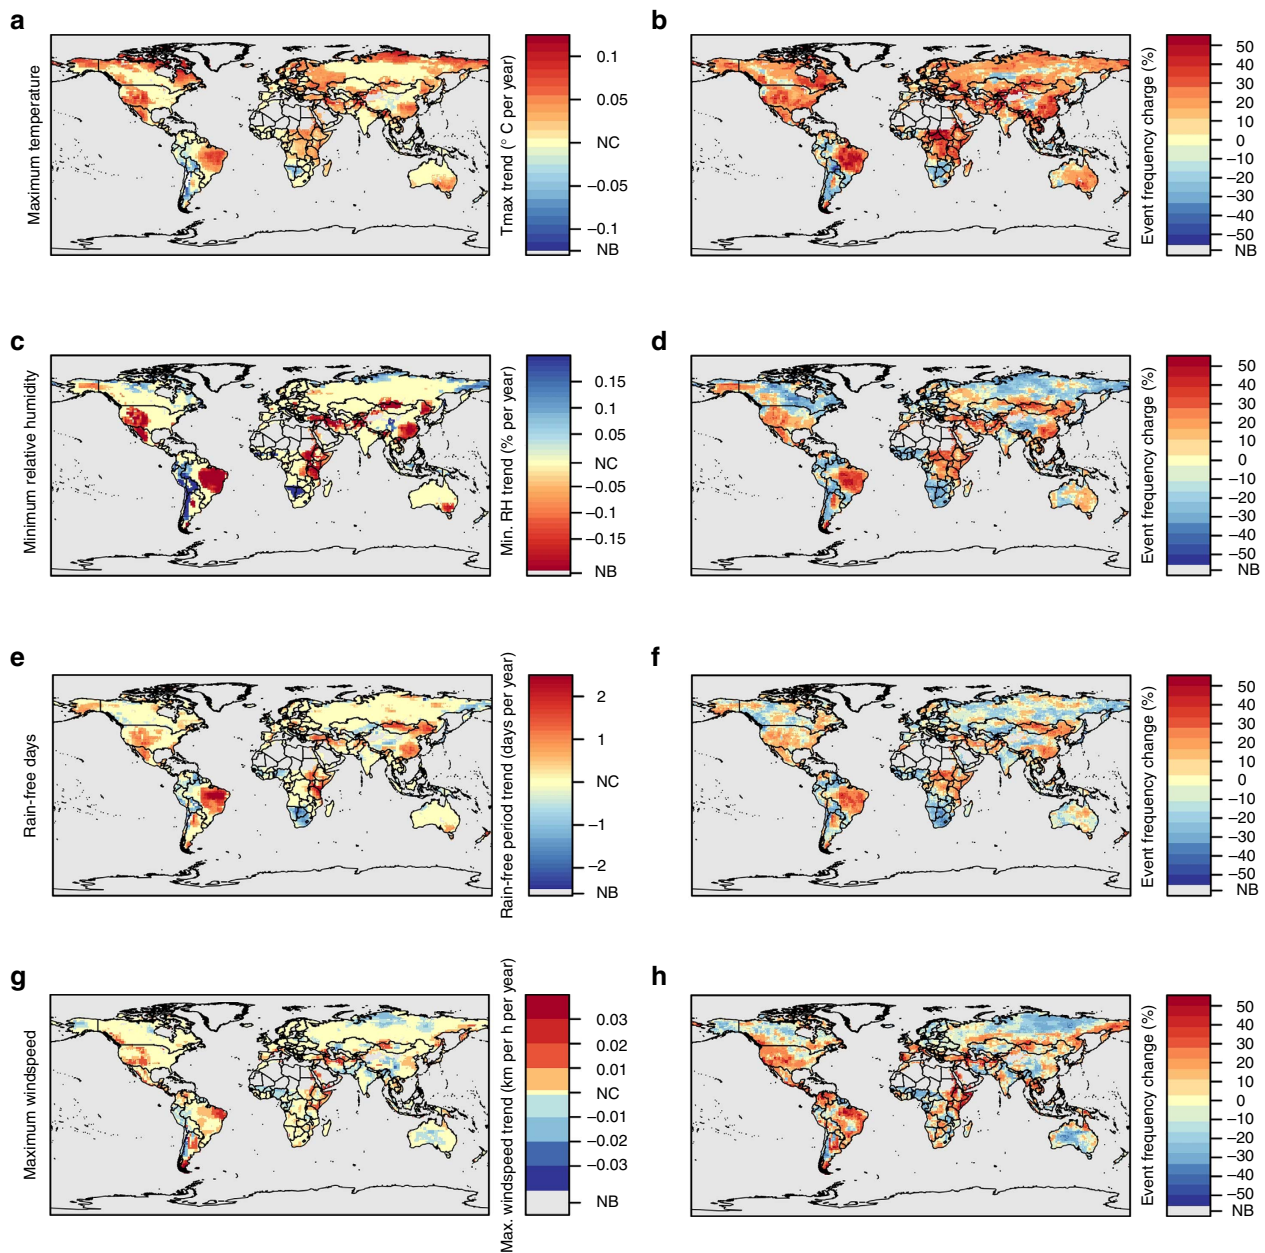 a
Maximum temperature
0.1
0.05
NC
−0.05
−0.1
NB
Tmax trend (° C per year)
b
Event frequency charge (%)
50
40
30
20
10
0
−10
−20
−30
−40
−50
NB
c
Minimum relative humidity
0.15
0.1
0.05
NC
−0.05
−0.1
−0.15
NB
Min. RH trend (% per year)
d
Event frequency charge (%)
50
40
30
20
10
0
−10
−20
−30
−40
−50
NB
e
Rain-free days
2
1
NC
−1
−2
NB
Rain-free period trend (days per year)
f
Event frequency change (%)
50
40
30
20
10
0
−10
−20
−30
−40
−50
NB
g
Maximum windspeed
0.03
0.02
0.01
NC
−0.01
−0.02
−0.03
NB
Max. windspeed trend (km per h per year)
h
Event frequency change (%)
50
40
30
20
10
0
−10
−20
−30
−40
−50
NB